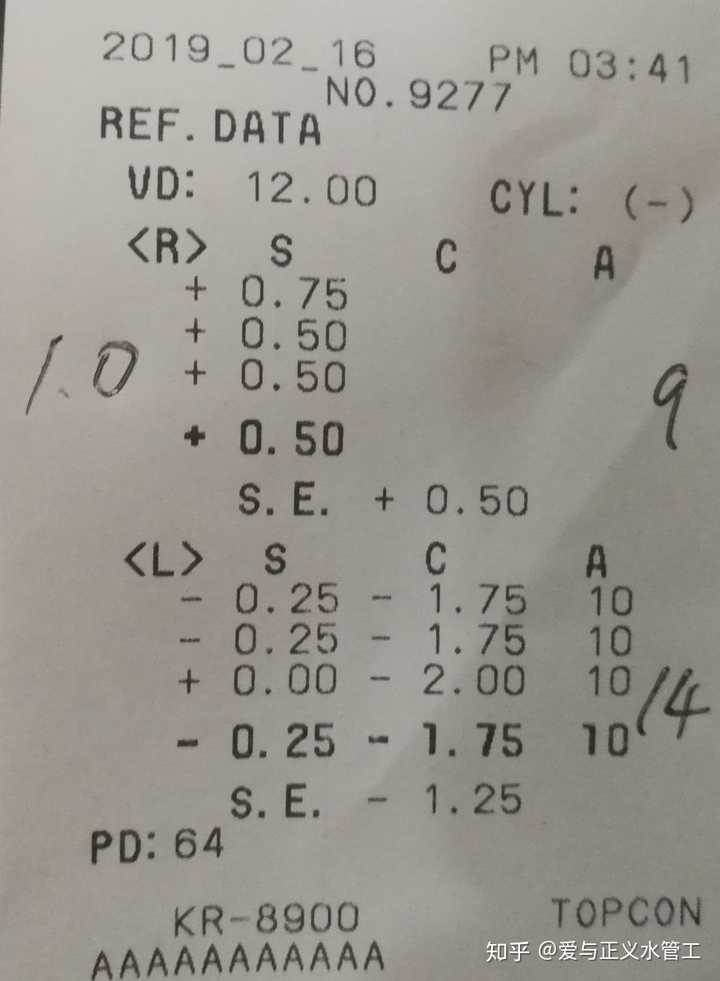 2019_02_16 PM 03:41
NO.9277
REF. DATA
VD: 12.00 CYL: (-)
<R> S C A
+ 0.75
+ 0.50
1.0 + 0.50 9
+ 0.50
S.E. + 0.50
<L> S C A
- 0.25 - 1.75 10
- 0.25 - 1.75 10
+ 0.00 - 2.00 10 14
- 0.25 - 1.75 10
S.E. - 1.25
PD: 64
KR-8900 TOPCON
AAAAAAAAAAA
知乎 @爱与正义水管工